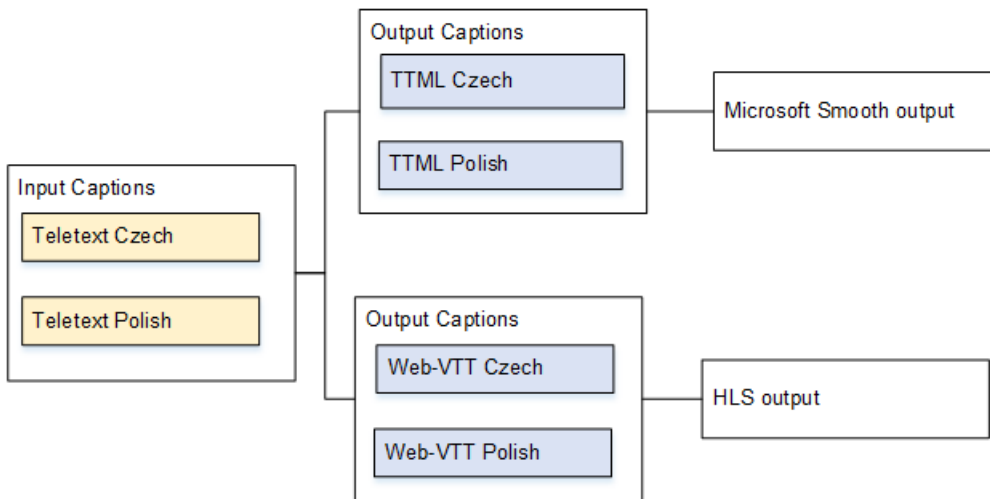 Output Captions
TTML Czech
TTML Polish
Microsoft Smooth output
Input Captions
Teletext Czech
Teletext Polish
Output Captions
Web-VTT Czech
Web-VTT Polish
HLS output